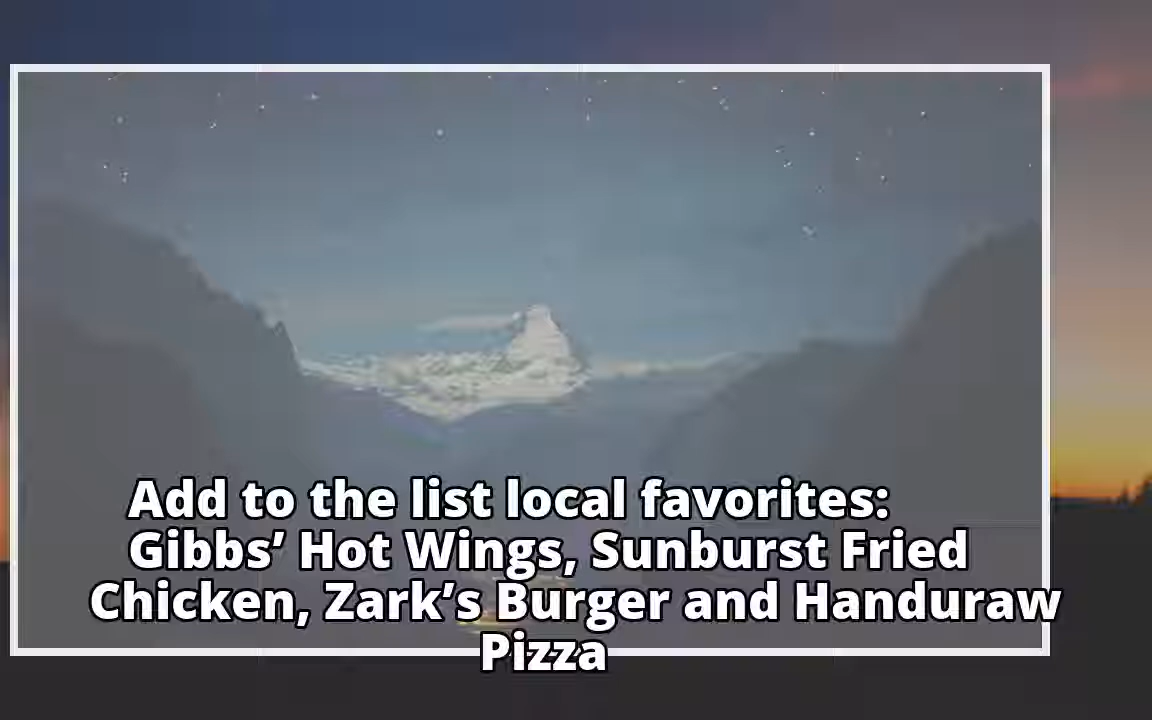 Add to the list local favorites:
Gibbs’ Hot Wings, Sunburst Fried
Chicken, Zark’s Burger and Handuraw
Pizza